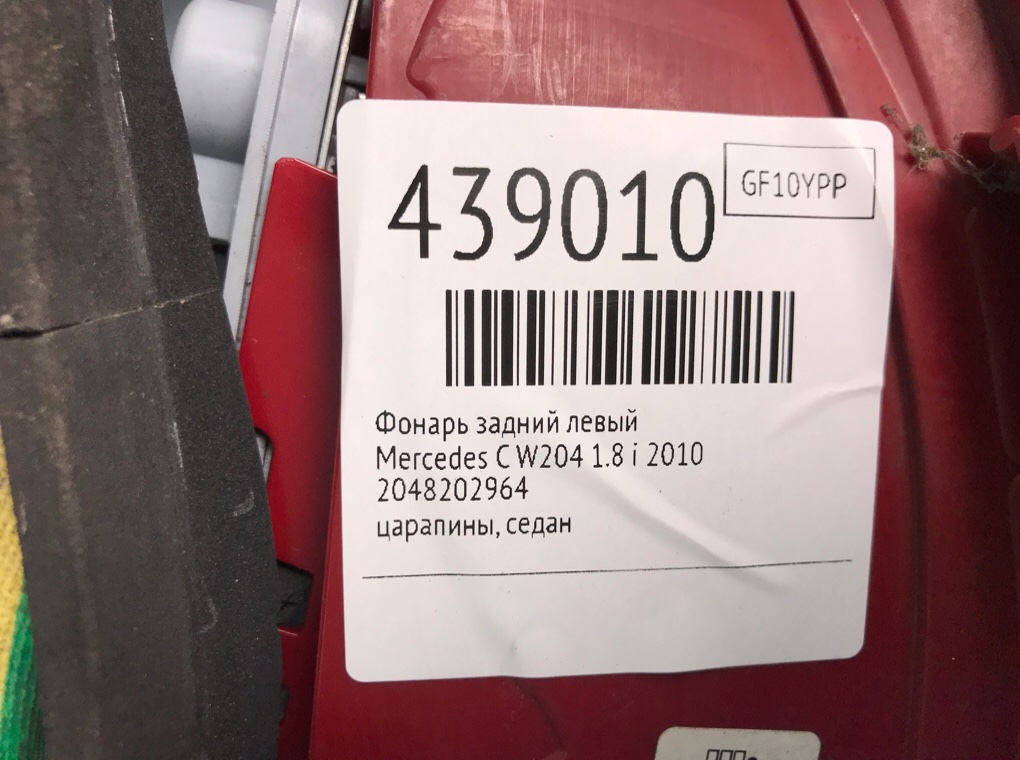 439010
GF10YPP
Фонарь задний левый
Mercedes C W204 1.8 i 2010
2048202964
царапины, седан